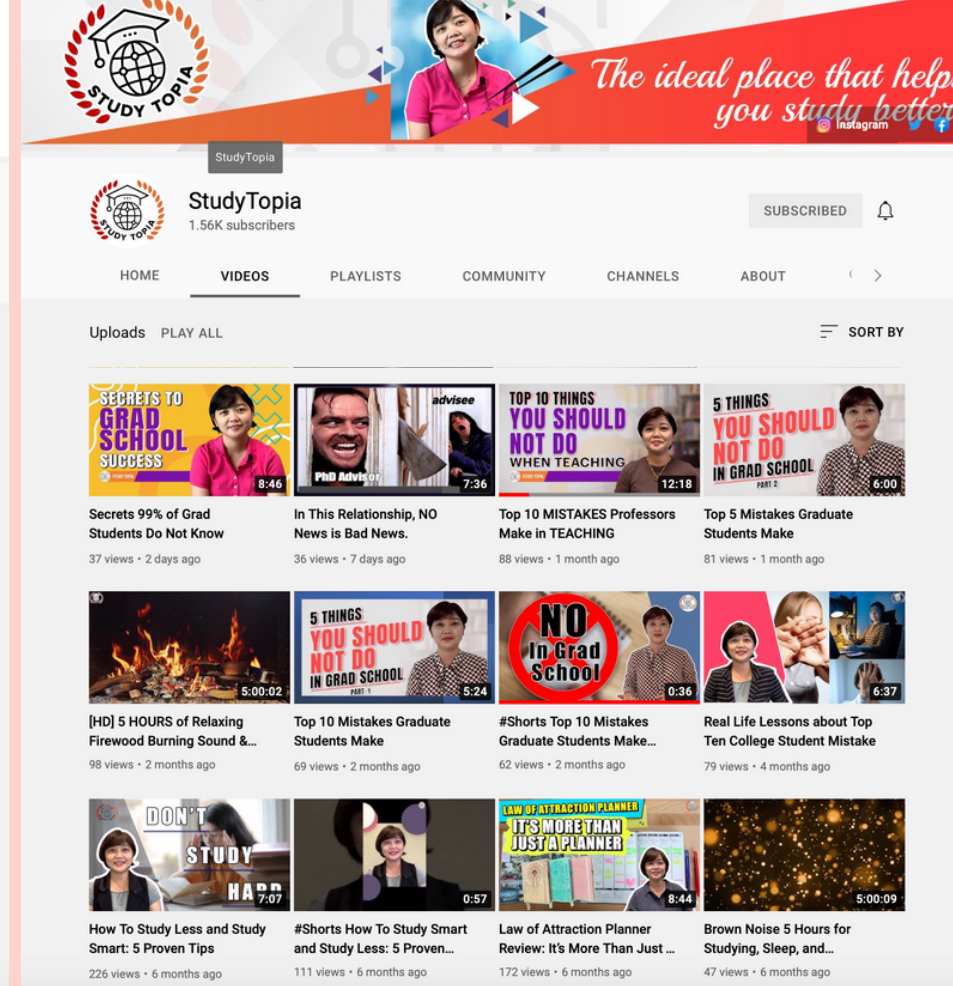 STUDY TOPIA
The ideal place that helps
you study better
Instagram
StudyTopia
STUDY TOPIA
StudyTopia
1.56K subscribers
SUBSCRIBED
HOME
VIDEOS
PLAYLISTS
COMMUNITY
CHANNELS
ABOUT
Uploads
PLAY ALL
SORT BY
SECRETS TO
GRAD
SCHOOL
SUCCESS
8:46
Secrets 99% of Grad
Students Do Not Know
37 views • 2 days ago
advisee
PhD Advisor
7:36
In This Relationship, NO
News is Bad News.
36 views • 7 days ago
TOP 10 THINGS
YOU SHOULD
NOT DO
WHEN TEACHING
12:18
Top 10 MISTAKES Professors
Make in TEACHING
88 views • 1 month ago
5 THINGS
YOU SHOULD
NOT DO
IN GRAD SCHOOL
PART 2
6:00
Top 5 Mistakes Graduate
Students Make
81 views • 1 month ago
5:00:02
[HD] 5 HOURS of Relaxing
Firewood Burning Sound &...
98 views • 2 months ago
5 THINGS
YOU SHOULD
NOT DO
IN GRAD SCHOOL
PART 1
5:24
Top 10 Mistakes Graduate
Students Make
69 views • 2 months ago
NO
In Grad
School
0:36
#Shorts Top 10 Mistakes
Graduate Students Make...
62 views • 2 months ago
6:37
Real Life Lessons about Top
Ten College Student Mistake
79 views • 4 months ago
DON'T
STUDY
HARD
7:07
How To Study Less and Study
Smart: 5 Proven Tips
226 views • 6 months ago
0:57
#Shorts How To Study Smart
and Study Less: 5 Proven...
111 views • 6 months ago
LAW OF ATTRACTION PLANNER
IT'S MORE THAN
JUST A PLANNER
8:44
Law of Attraction Planner
Review: It's More Than Just ...
172 views • 6 months ago
5:00:09
Brown Noise 5 Hours for
Studying, Sleep, and...
47 views • 6 months ago